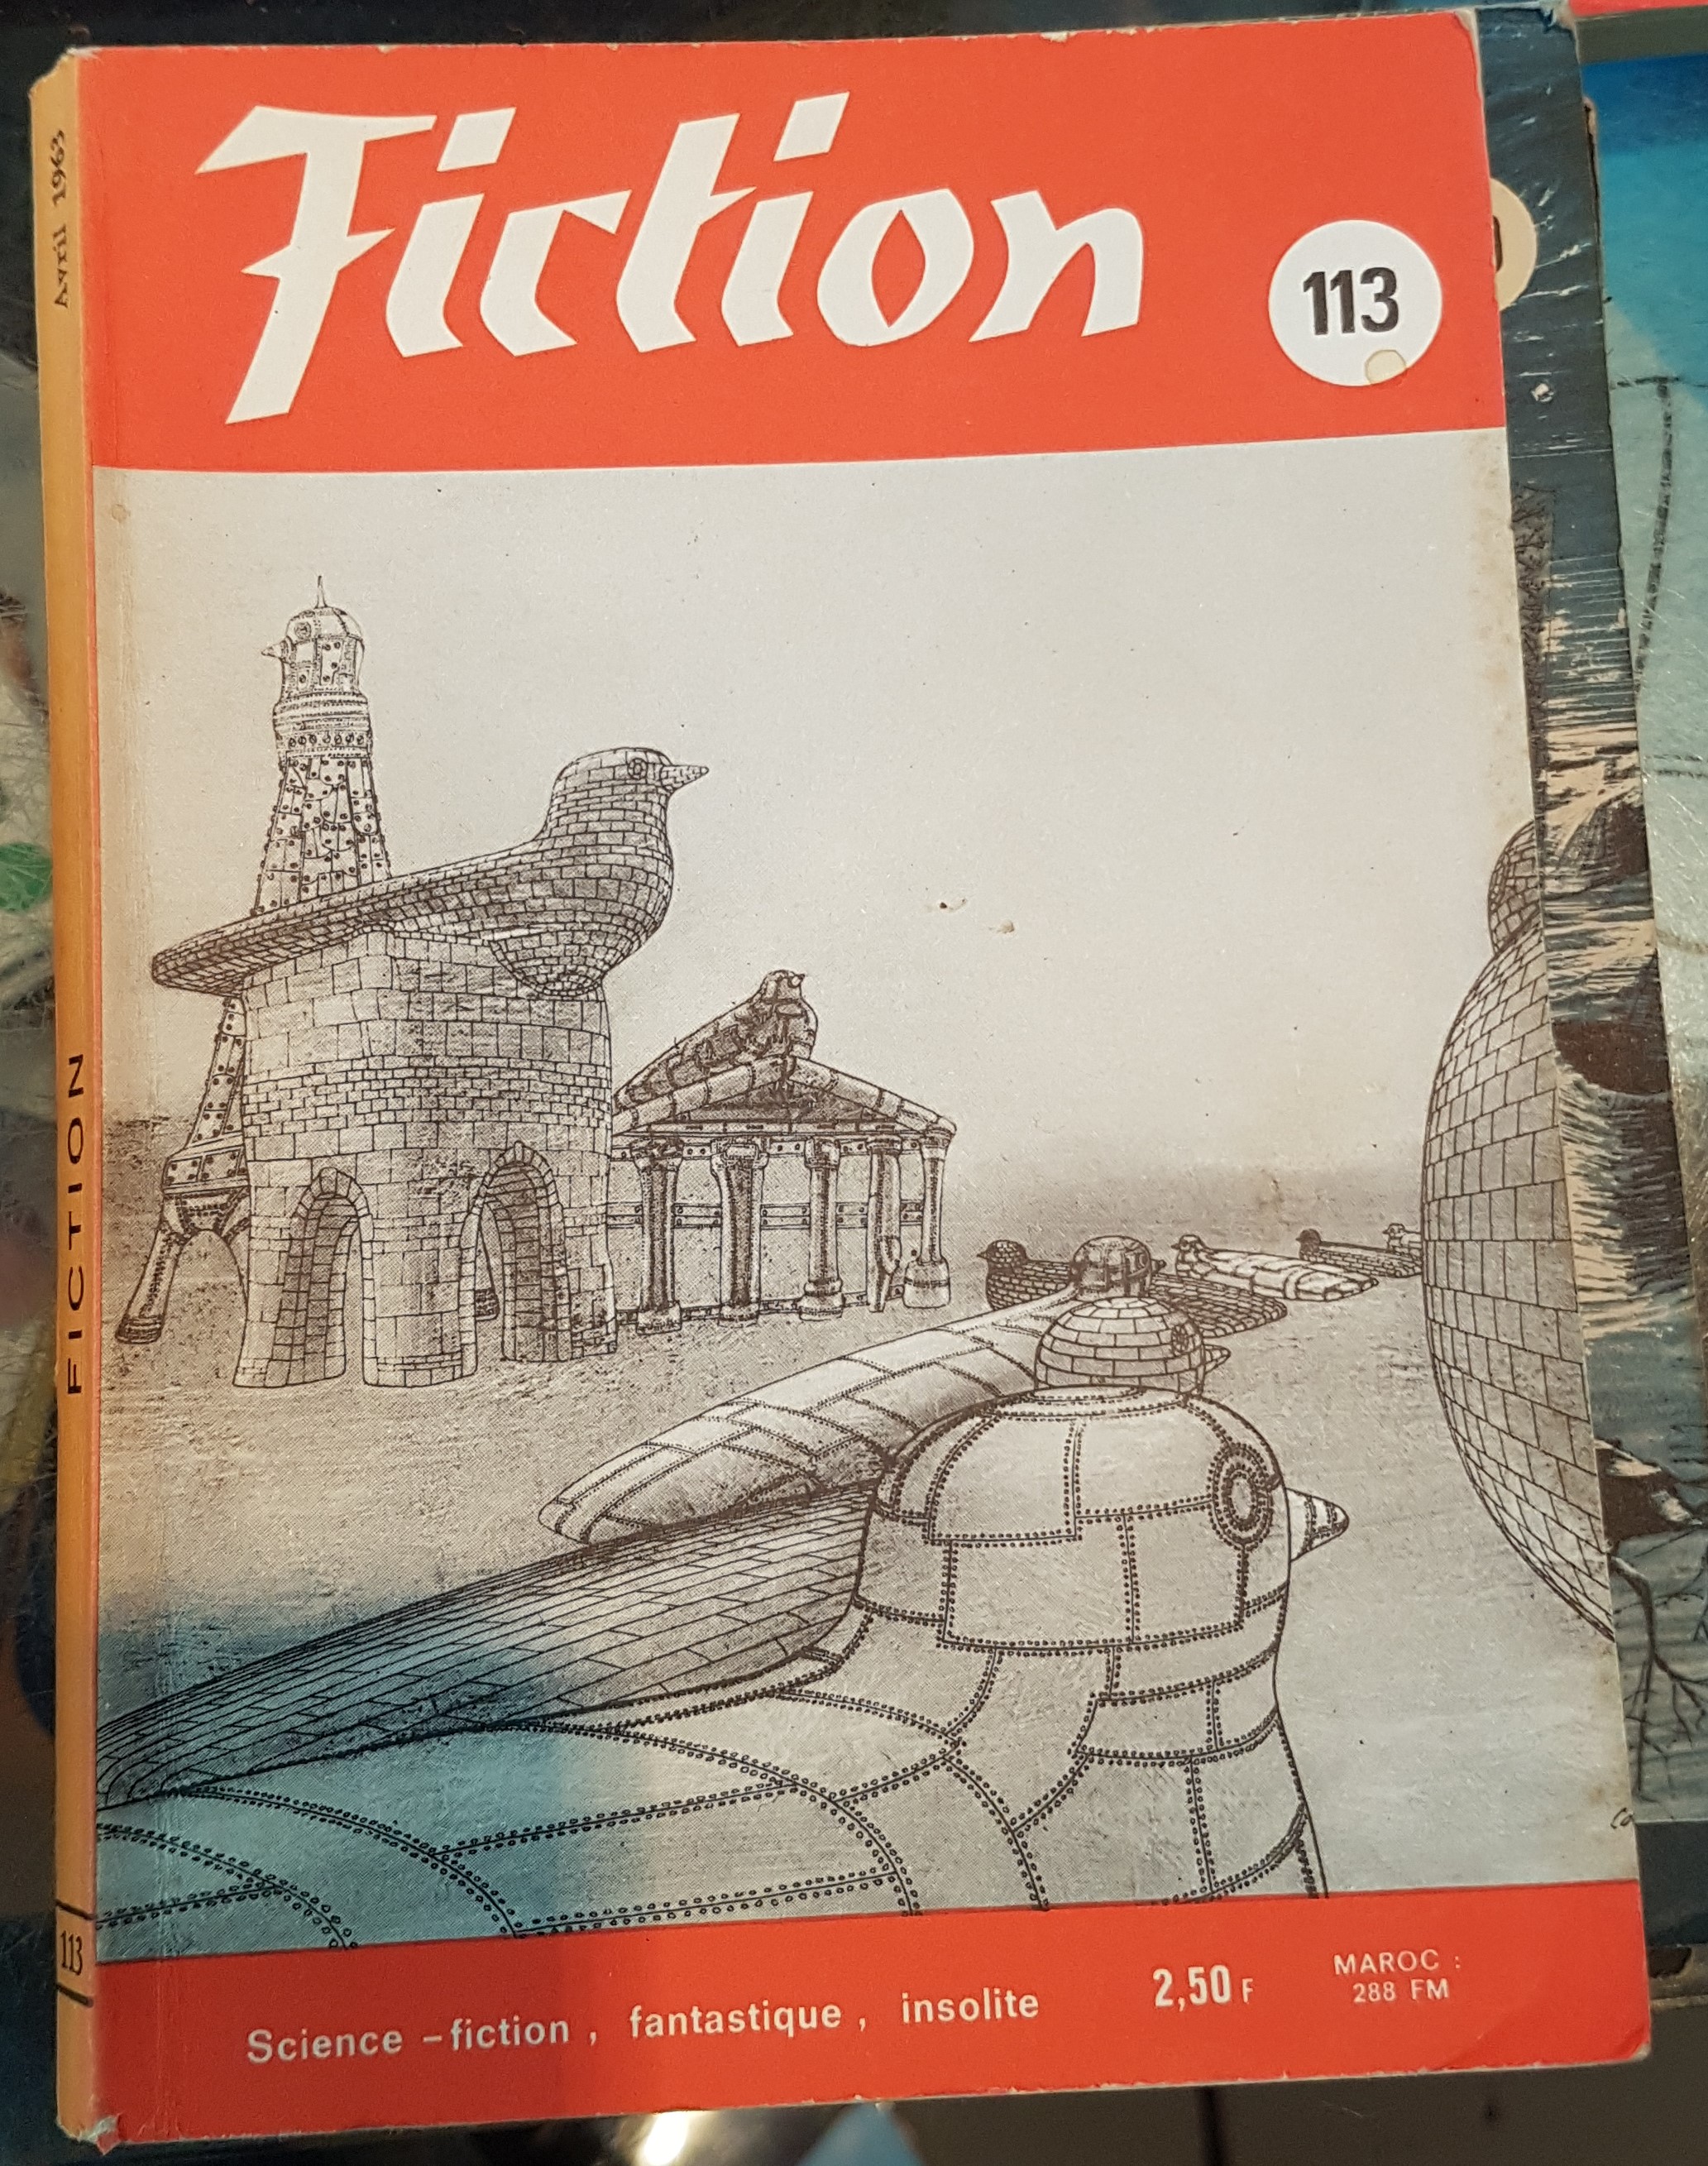 Fiction
113
Avril 1963
FICTION
113
Science – fiction , fantastique , insolite
2,50 F
MAROC :
288 FM